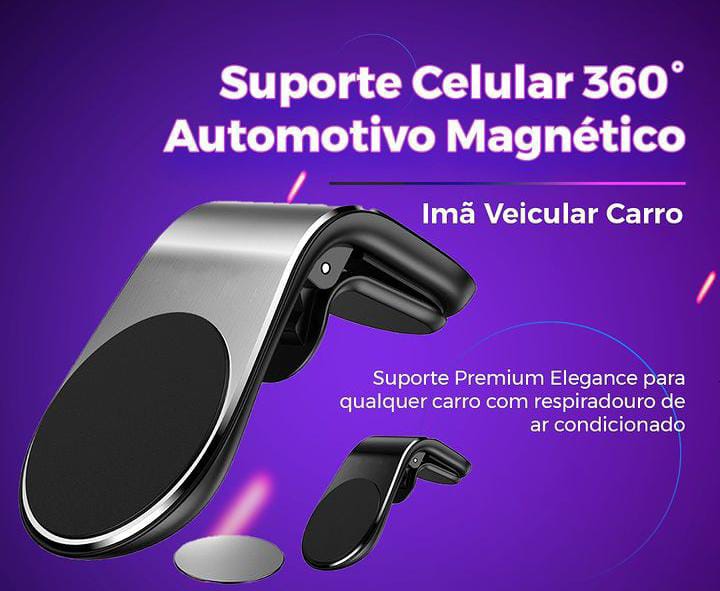 Suporte Celular 360°
Automotivo Magnético
Imã Veicular Carro
Suporte Premium Elegance para
qualquer carro com respiradouro de
ar condicionado